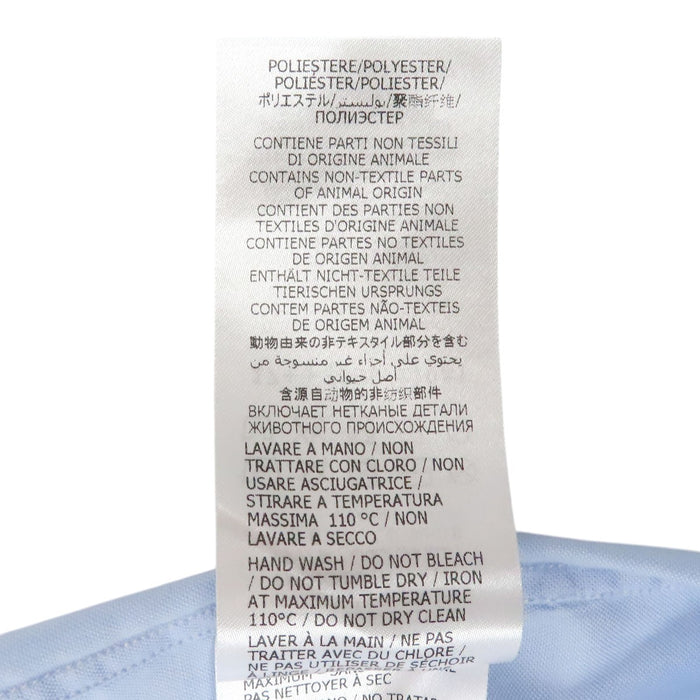 POLIESTERE/POLYESTER/
POLIÉSTER/POLIESTER/
ポリエステル/بوليستر/聚酯纤维/
ПОЛИЭСТЕР
CONTIENE PARTI NON TESSILI
DI ORIGINE ANIMALE
CONTAINS NON-TEXTILE PARTS
OF ANIMAL ORIGIN
CONTIENT DES PARTIES NON
TEXTILES D'ORIGINE ANIMALE
CONTIENE PARTES NO TEXTILES
DE ORIGEN ANIMAL
ENTHÄLT NICHT-TEXTILE TEILE
TIERISCHEN URSPRUNGS
CONTEM PARTES NÃO-TEXTEIS
DE ORIGEM ANIMAL
動物由来の非テキスタイル部分を含む
يحتوي على أجزاء غير منسوجة من
أصل حيواني
含源自动物的非纺织部件
ВКЛЮЧАЕТ НЕТКАНЫЕ ДЕТАЛИ
ЖИВОТНОГО ПРОИСХОЖДЕНИЯ
LAVARE A MANO / NON
TRATTARE CON CLORO / NON
USARE ASCIUGATRICE /
STIRARE A TEMPERATURA
MASSIMA 110 °C / NON
LAVARE A SECCO
HAND WASH / DO NOT BLEACH
/ DO NOT TUMBLE DRY / IRON
AT MAXIMUM TEMPERATURE
110°C / DO NOT DRY CLEAN
LAVER À LA MAIN / NE PAS
TRAITER AVEC DU CHLORE /
NE PAS UTILISER DE SÉCHOIR
MAXIMUM
PAS NETTOYER À SEC